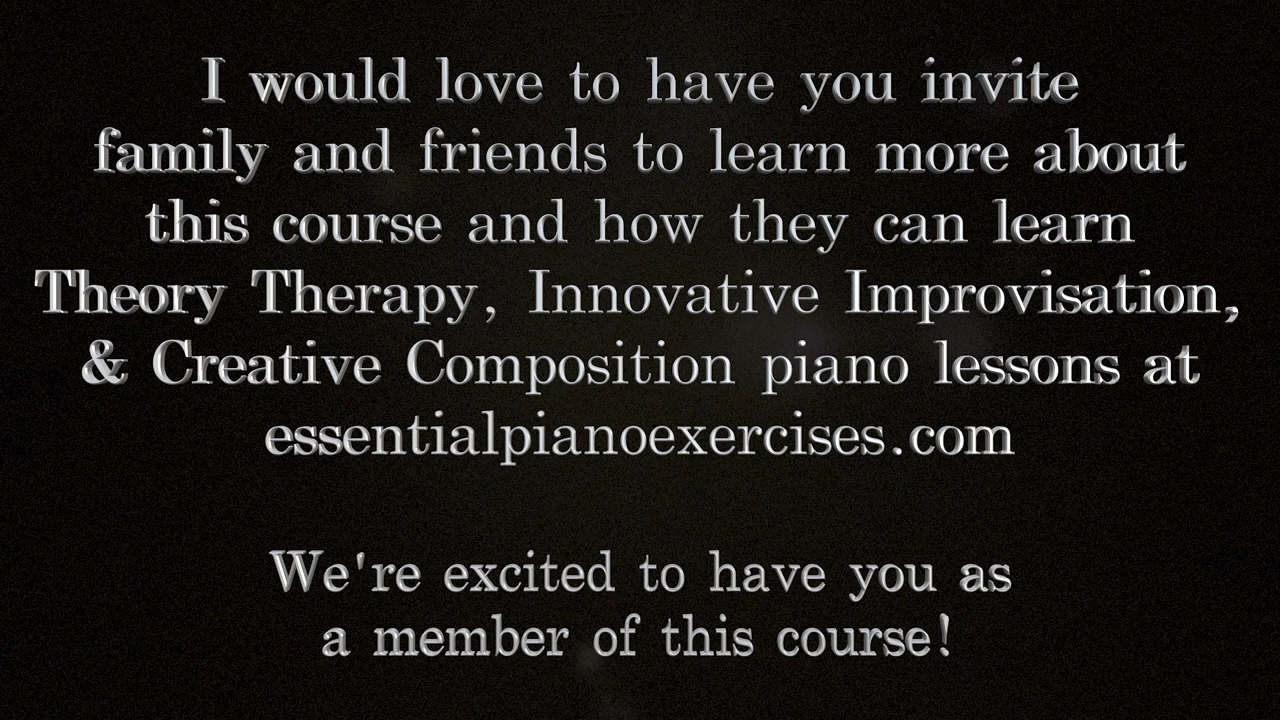 I would love to have you invite
family and friends to learn more about
this course and how they can learn
Theory Therapy, Innovative Improvisation,
& Creative Composition piano lessons at
essentialpianoexercises.com
We're excited to have you as
a member of this course!